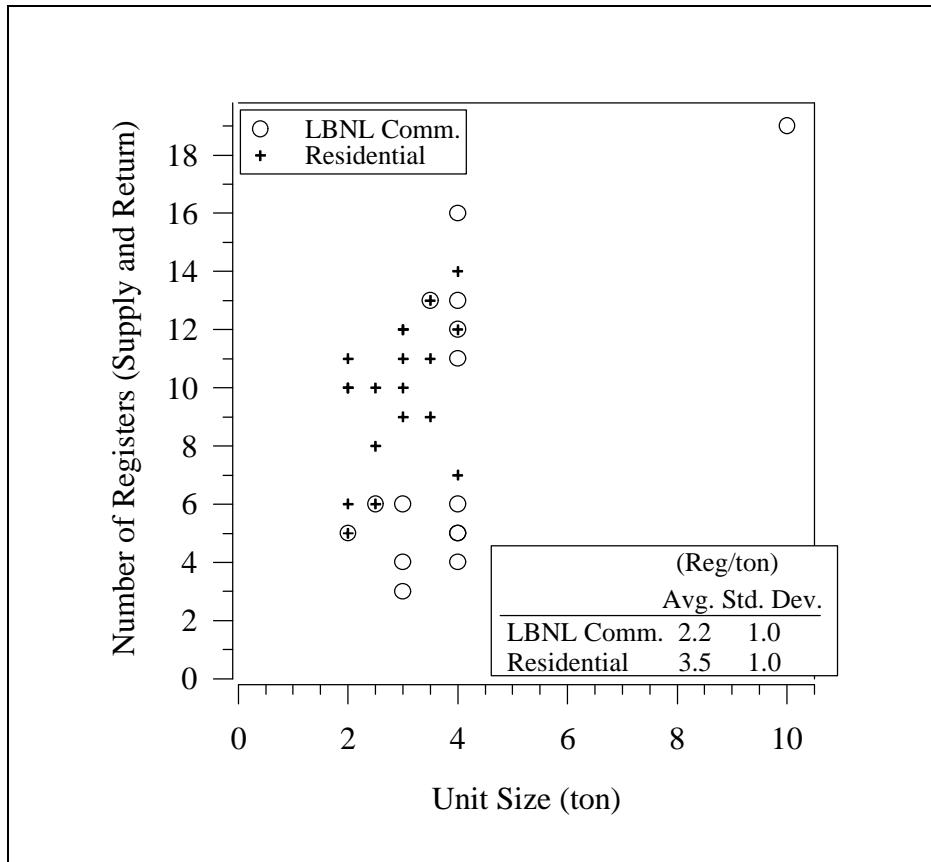 LBNL Comm.
Residential
Number of Registers (Supply and Return)
18
16
14
12
10
8
6
4
2
0
(Reg/ton)
Avg. Std. Dev.
LBNL Comm. 2.2 1.0
Residential 3.5 1.0
0 2 4 6 8 10
Unit Size (ton)